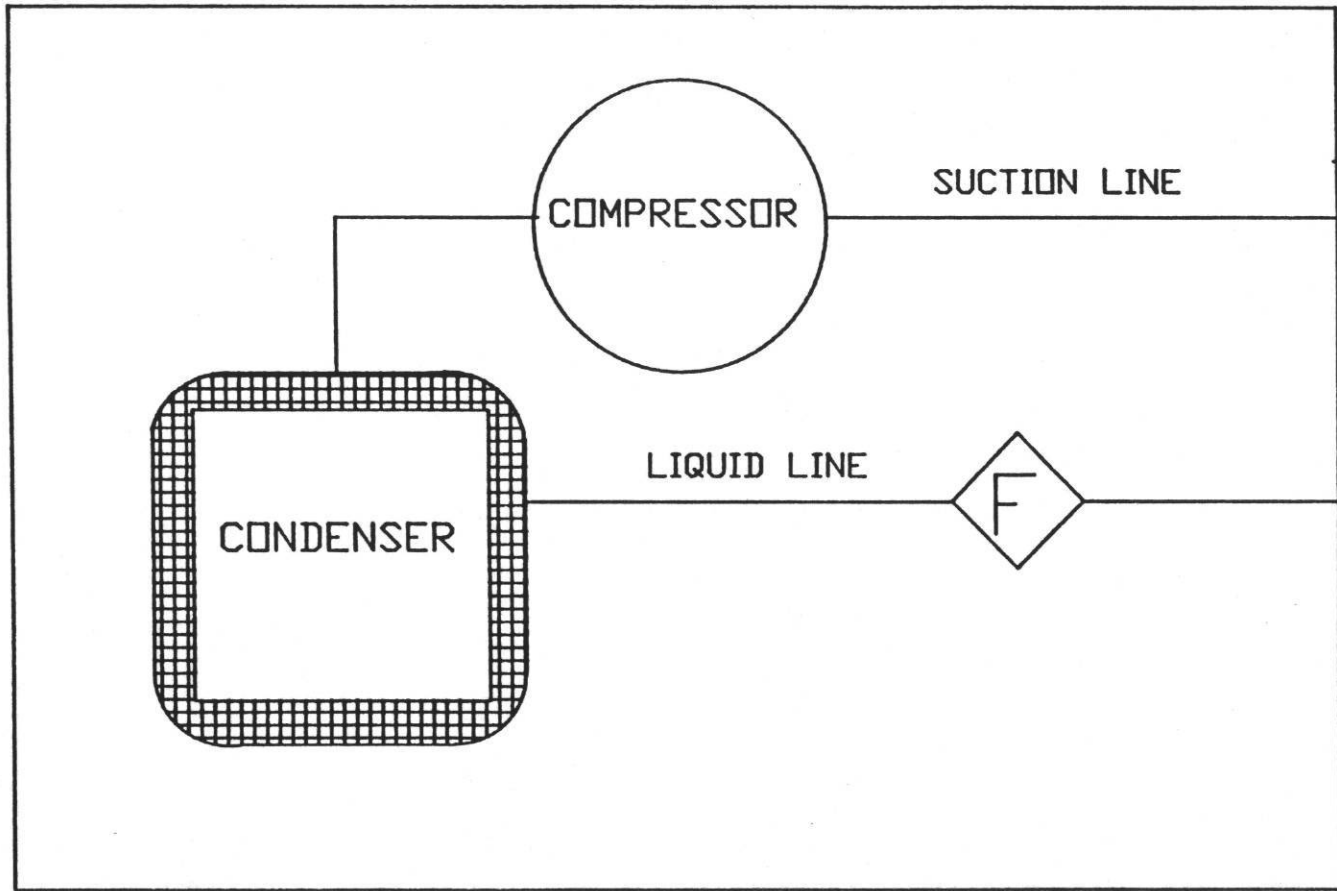 SUCTION LINE
COMPRESSOR
LIQUID LINE
F
CONDENSER